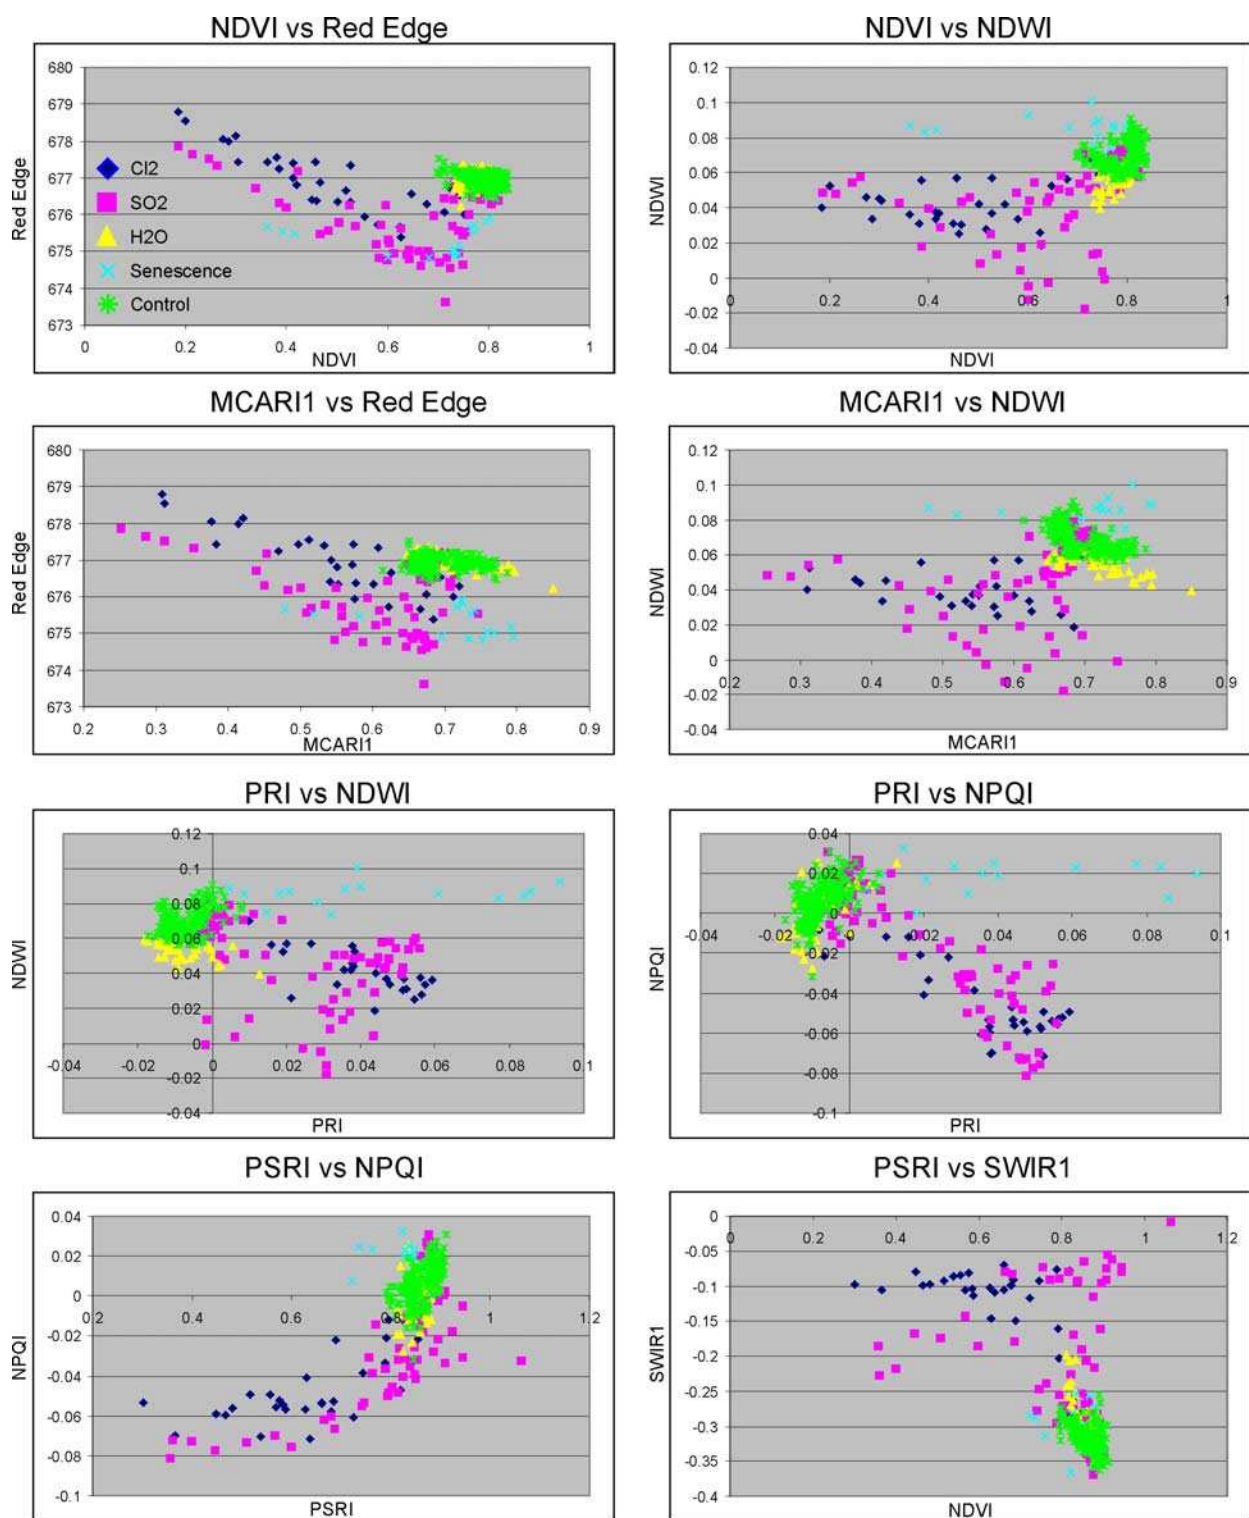 NDVI vs Red Edge
680
679
678
677
676
675
674
673
Red Edge
Cl2
SO2
H2O
Senescence
Control
0 0.2 0.4 0.6 0.8 1
NDVI
NDVI vs NDWI
0.12
0.1
0.08
0.06
0.04
0.02
0
-0.02
-0.04
NDWI
0 0.2 0.4 0.6 0.8 1
NDVI
MCARI1 vs Red Edge
680
679
678
677
676
675
674
673
Red Edge
0.2 0.3 0.4 0.5 0.6 0.7 0.8 0.9
MCARI1
MCARI1 vs NDWI
0.12
0.1
0.08
0.06
0.04
0.02
0
-0.02
-0.04
NDWI
0.2 0.3 0.4 0.5 0.6 0.7 0.8 0.9
MCARI1
PRI vs NDWI
0.12
0.1
0.08
0.06
0.04
0.02
0
-0.02
-0.04
NDWI
-0.04 -0.02 0 0.02 0.04 0.06 0.08 0.1
PRI
PRI vs NPQI
0.04
0.02
0
-0.02
-0.04
-0.06
-0.08
-0.1
NPQI
-0.04 -0.02 0 0.02 0.04 0.06 0.08 0.1
PRI
PSRI vs NPQI
0.04
0.02
0
-0.02
-0.04
-0.06
-0.08
-0.1
NPQI
0.2 0.4 0.6 0.8 1 1.2
PSRI
PSRI vs SWIR1
0
-0.05
-0.1
-0.15
-0.2
-0.25
-0.3
-0.35
-0.4
SWIR1
0 0.2 0.4 0.6 0.8 1 1.2
NDVI